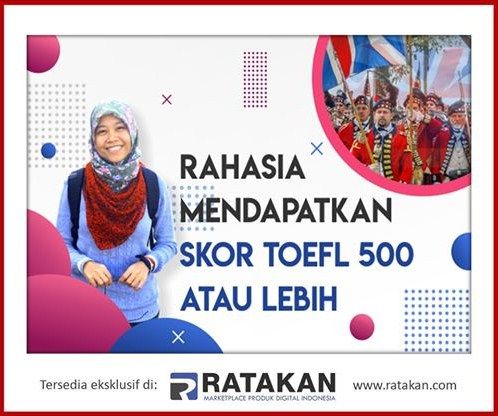 RAHASIA
MENDAPATKAN
SKOR TOEFL 500
ATAU LEBIH
Tersedia eksklusif di:
RATAKAN
MARKETPLACE PRODUK DIGITAL INDONESIA
www.ratakan.com